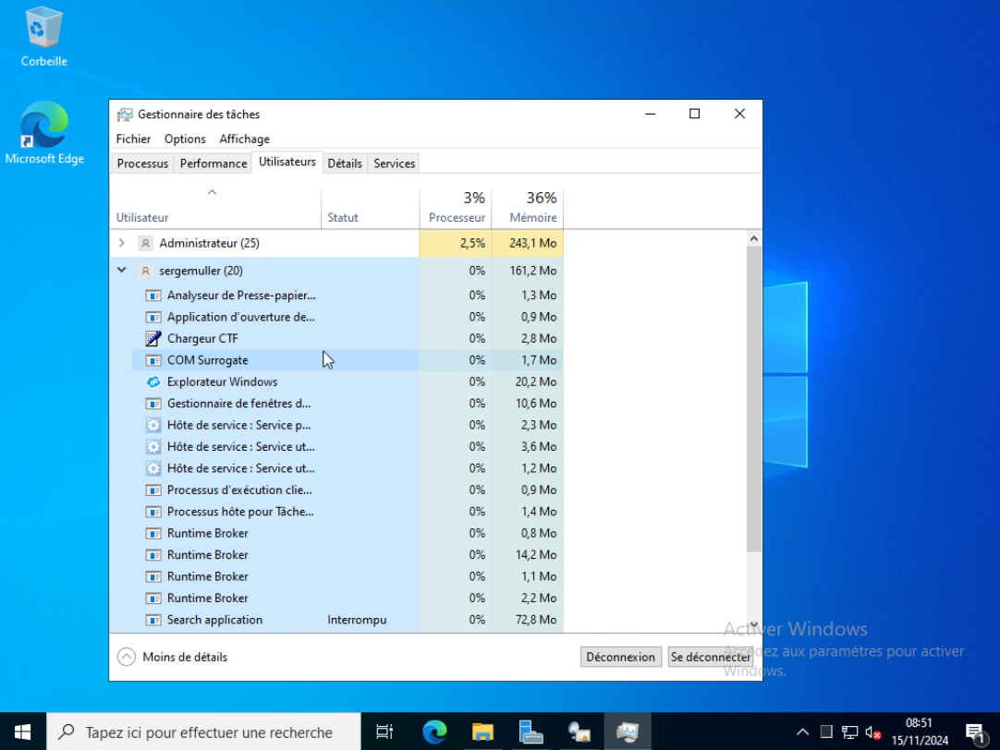 Corbeille
Microsoft Edge
Gestionnaire des tâches
Fichier Options Affichage
Processus Performance Utilisateurs Détails Services
3% 36%
Utilisateur Statut Processeur Mémoire
Administrateur (25) 2,5% 243,1 Mo
sergemuller (20) 0% 161,2 Mo
Analyseur de Presse-papier... 0% 1,3 Mo
Application d'ouverture de... 0% 0,9 Mo
Chargeur CTF 0% 2,8 Mo
COM Surrogate 0% 1,7 Mo
Explorateur Windows 0% 20,2 Mo
Gestionnaire de fenêtres d... 0% 10,6 Mo
Hôte de service : Service p... 0% 2,3 Mo
Hôte de service : Service ut... 0% 3,6 Mo
Hôte de service : Service ut... 0% 1,2 Mo
Processus d'exécution clie... 0% 0,9 Mo
Processus hôte pour Tâche... 0% 1,4 Mo
Runtime Broker 0% 0,8 Mo
Runtime Broker 0% 14,2 Mo
Runtime Broker 0% 1,1 Mo
Runtime Broker 0% 2,2 Mo
Search application Interrompu 0% 72,8 Mo
Moins de détails Déconnexion Se déconnecter
Activer Windows
Accédez aux paramètres pour activer
Windows.
Tapez ici pour effectuer une recherche
08:51
15/11/2024
1